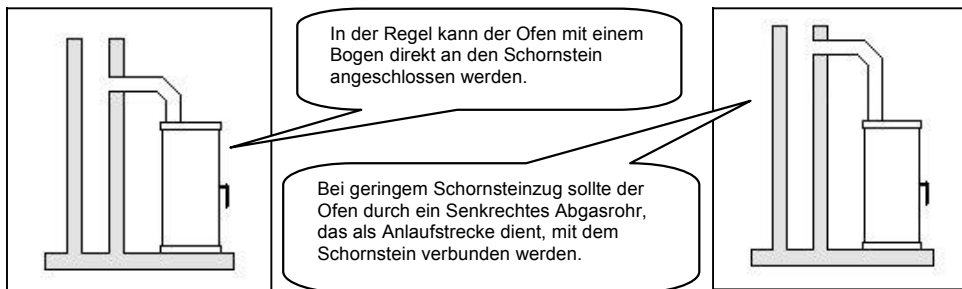 In der Regel kann der Ofen mit einem
Bogen direkt an den Schornstein
angeschlossen werden.
Bei geringem Schornsteinzug sollte der
Ofen durch ein Senkrechtes Abgasrohr,
das als Anlaufstrecke dient, mit dem
Schornstein verbunden werden.